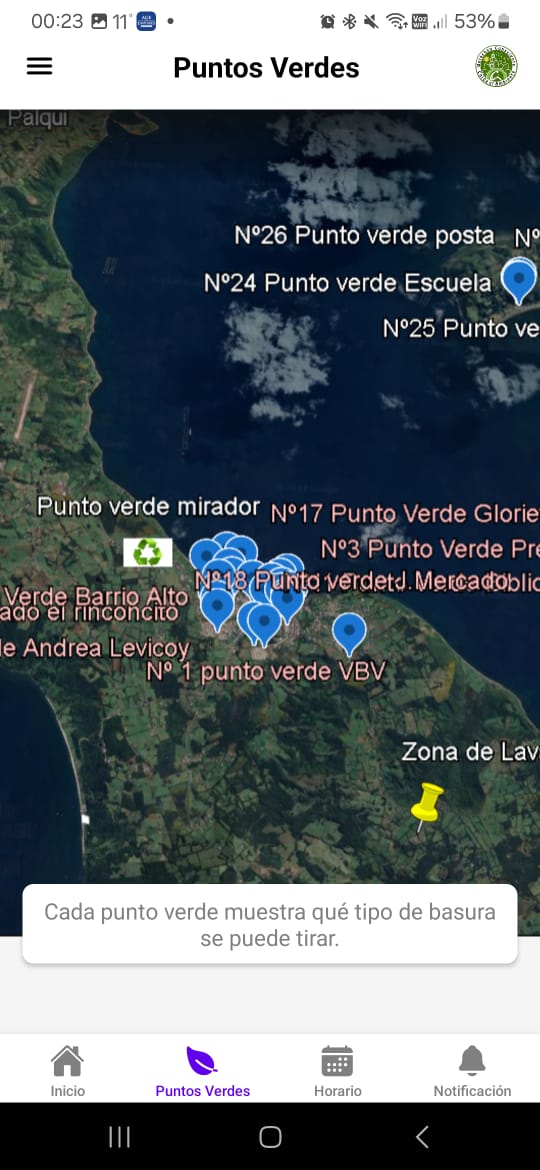 00:23 11° 53%
Puntos Verdes
Palqui
Nº26 Punto verde posta Nº
Nº24 Punto verde Escuela
Nº25 Punto ve
Punto verde mirador
Nº17 Punto Verde Glorie
Nº3 Punto Verde Pre
Nº18 Punto verde J. Mercado
Verde Barrio Alto
ado el rinconcito
le Andrea Levicoy
Nº 1 punto verde VBV
Zona de Lav
Cada punto verde muestra qué tipo de basura
se puede tirar.
Inicio Puntos Verdes Horario Notificación